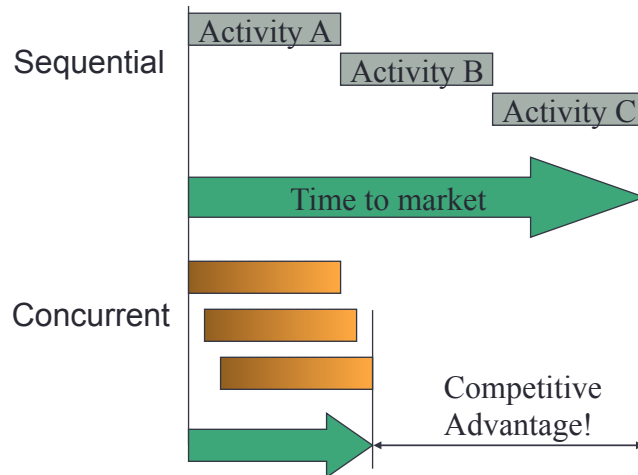 Activity A
Sequential
Activity B
Activity C
Time to market
Concurrent
Competitive
Advantage!